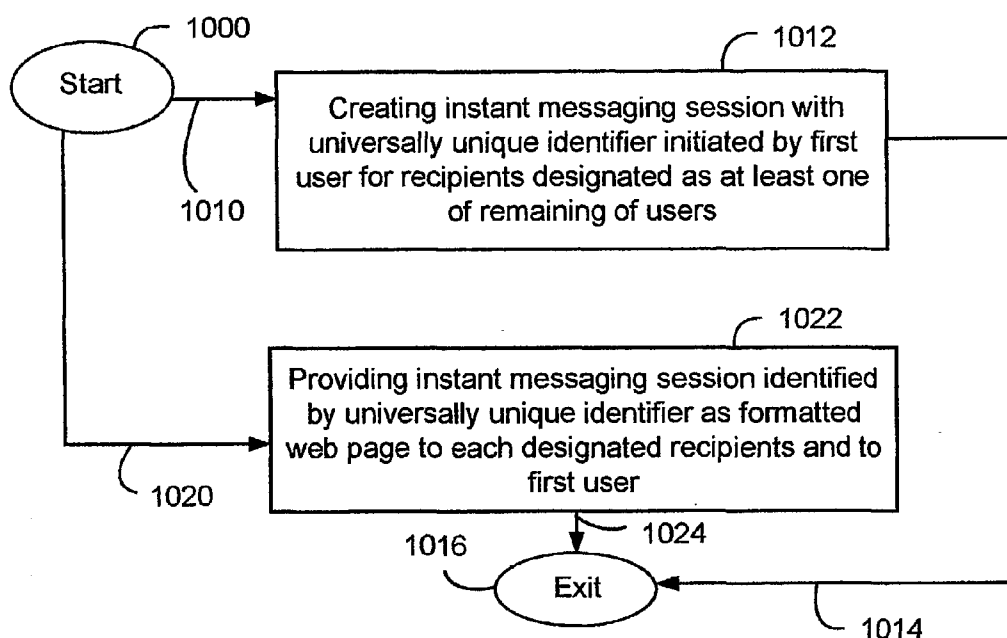 1000
Start
1012
Creating instant messaging session with
universally unique identifier initiated by first
user for recipients designated as at least one
of remaining of users
1010
1022
Providing instant messaging session identified
by universally unique identifier as formatted
web page to each designated recipients and to
first user
1020
1024
1016
Exit
1014